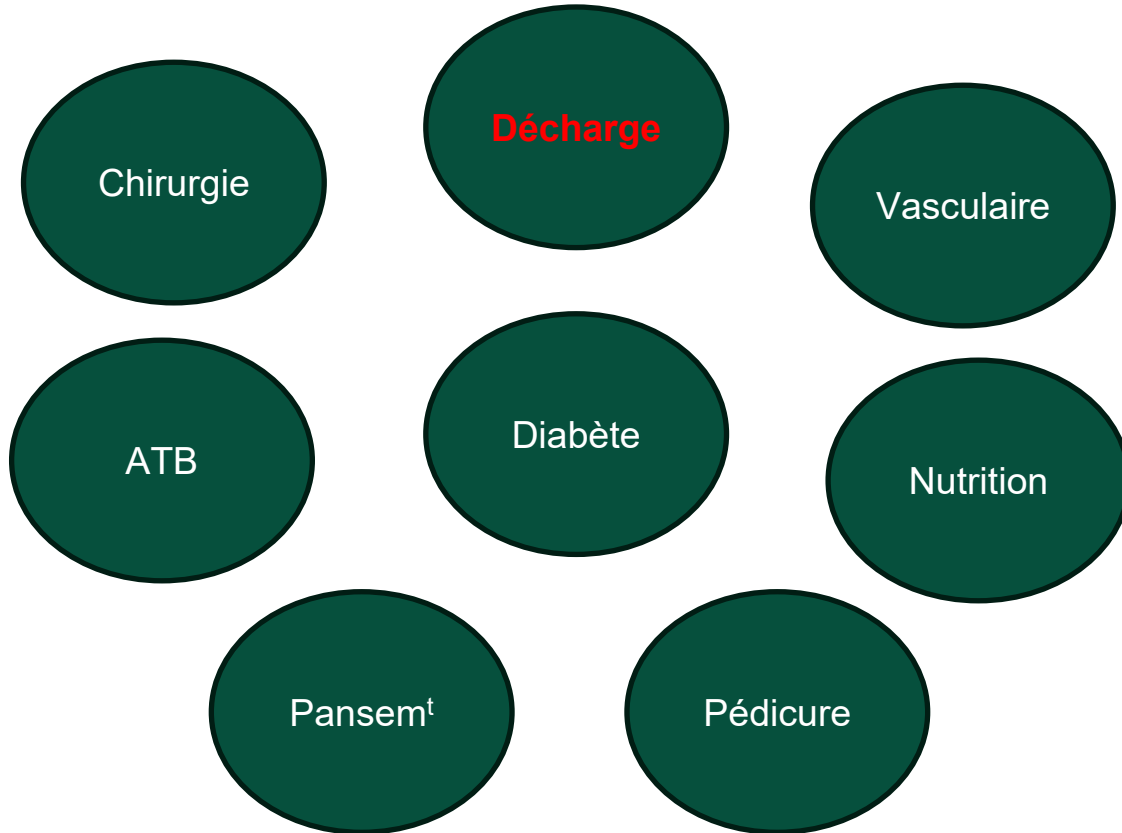 Décharge
Chirurgie
Vasculaire
Diabète
ATB
Nutrition
Pansemᵗ
Pédicure